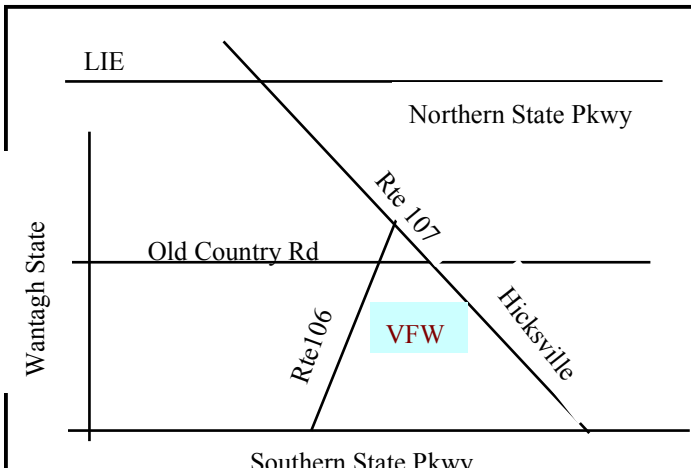 LIE
Northern State Pkwy
Rte 107
Old Country Rd
Wantagh State
Rte106
VFW
Hicksville
Southern State Pkwy